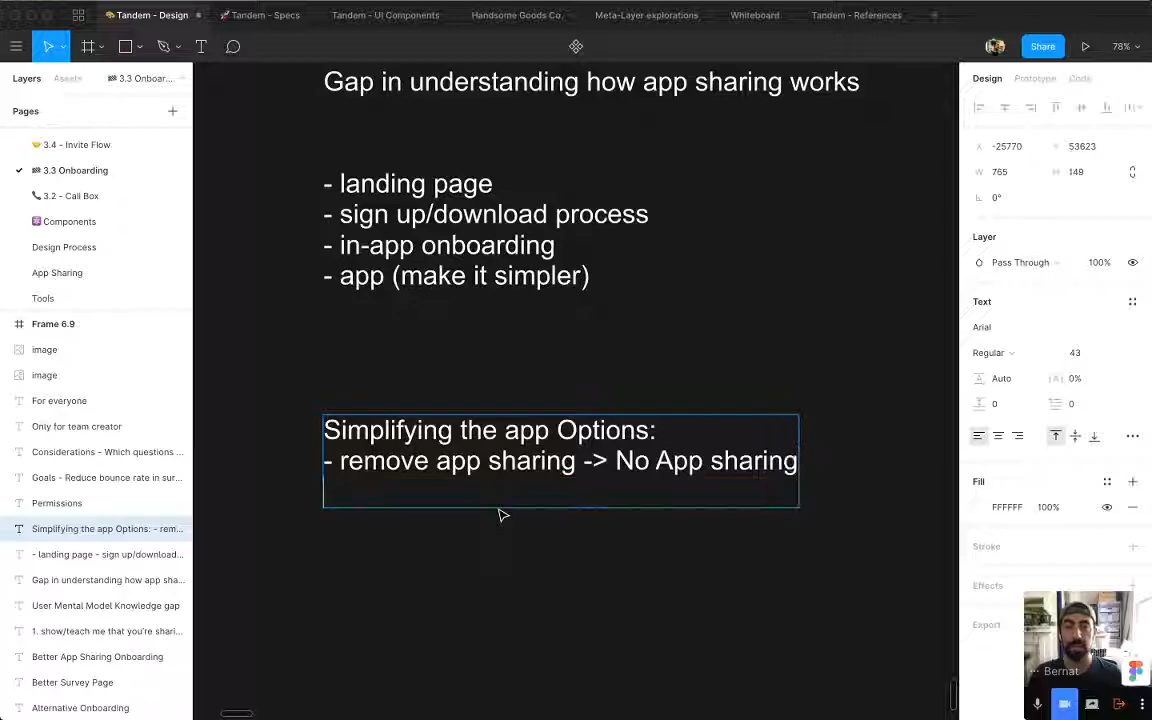 Tandem - Design
Tandem - Specs
Tandem - UI Components
Handsome Goods Co.
Meta-Layer explorations
Whiteboard
Tandem - References
Share
78%
Layers
Assets
3.3 Onboar...
Design
Prototype
Code
Pages
3.4 - Invite Flow
3.3 Onboarding
3.2 - Call Box
Components
Design Process
App Sharing
Tools
Frame 6.9
image
image
For everyone
Only for team creator
Considerations - Which questions ...
Goals - Reduce bounce rate in sur...
Permissions
Simplifying the app Options: - rem...
- landing page - sign up/download...
Gap in understanding how app sha...
User Mental Model Knowledge gap
1. show/teach me that you're shari...
Better App Sharing Onboarding
Better Survey Page
Alternative Onboarding
Gap in understanding how app sharing works
- landing page
- sign up/download process
- in-app onboarding
- app (make it simpler)
Simplifying the app Options:
- remove app sharing -> No App sharing
X -25770 Y 53623
W 765 H 149
0°
Layer
Pass Through 100%
Text
Arial
Regular 43
Auto 0%
0 0
Fill
FFFFFF 100%
Stroke
Effects
Export
Bernat